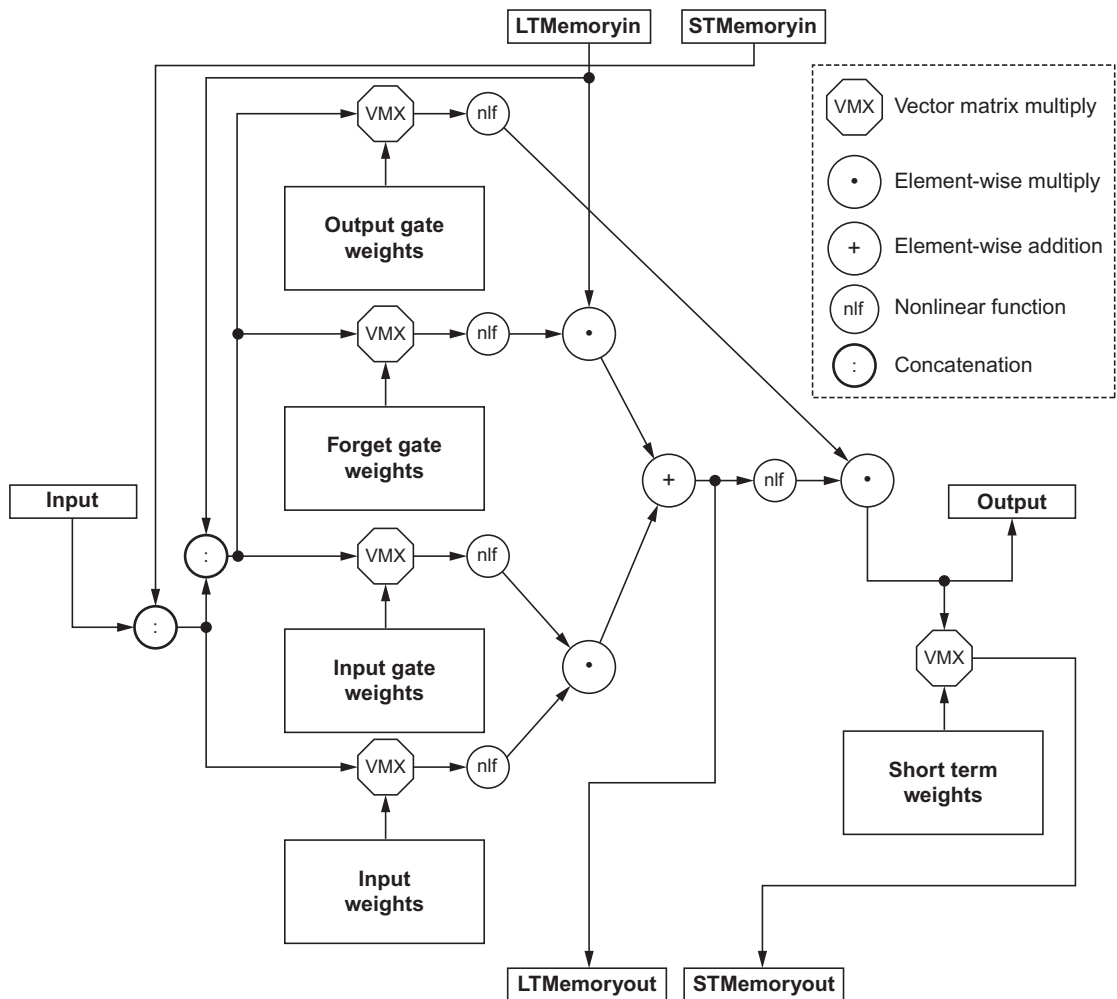 LTMemoryin
STMemoryin
VMX
nlf
Output gate
weights
VMX
nlf
•
Forget gate
weights
+
nlf
•
Input
Output
:
VMX
nlf
:
Input gate
weights
•
VMX
VMX
nlf
Short term
weights
Input
weights
LTMemoryout
STMemoryout
VMX Vector matrix multiply
• Element-wise multiply
+ Element-wise addition
nlf Nonlinear function
: Concatenation